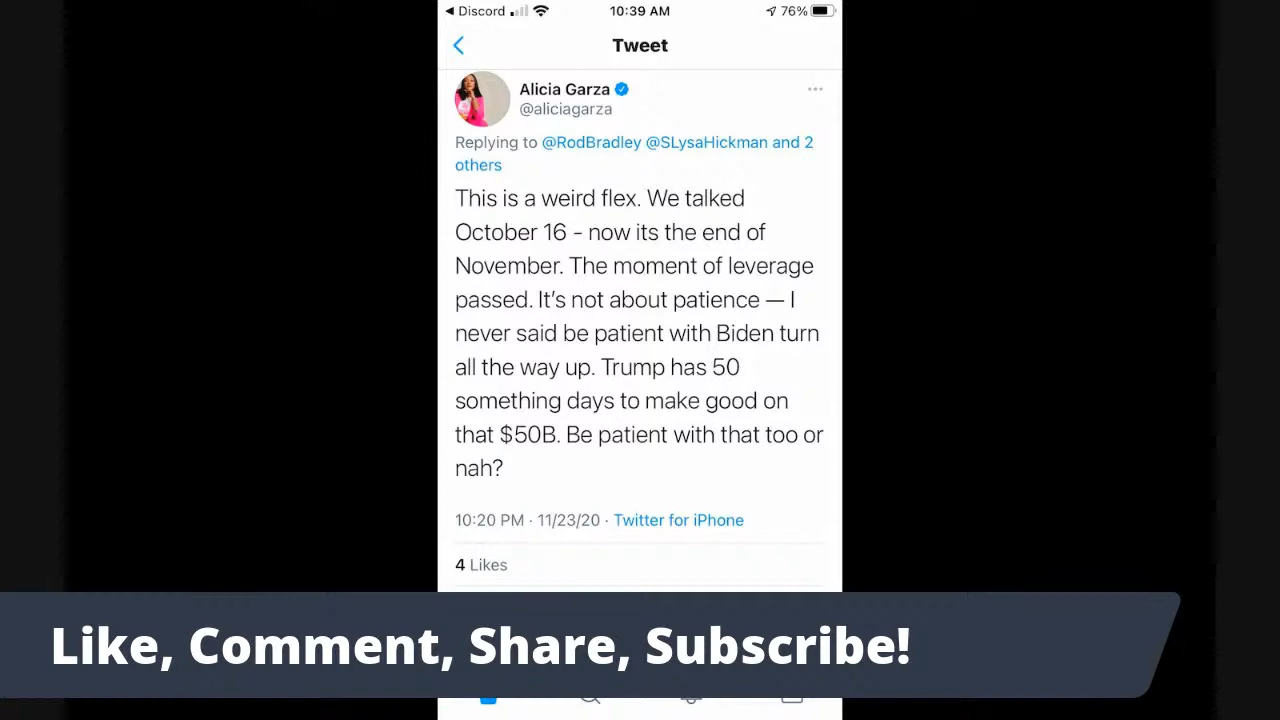 Discord
10:39 AM
76%
Tweet
Alicia Garza
@aliciagarza
Replying to @RodBradley @SLysaHickman and 2
others
This is a weird flex. We talked
October 16 - now its the end of
November. The moment of leverage
passed. It's not about patience — I
never said be patient with Biden turn
all the way up. Trump has 50
something days to make good on
that $50B. Be patient with that too or
nah?
10:20 PM · 11/23/20 · Twitter for iPhone
4 Likes
Like, Comment, Share, Subscribe!